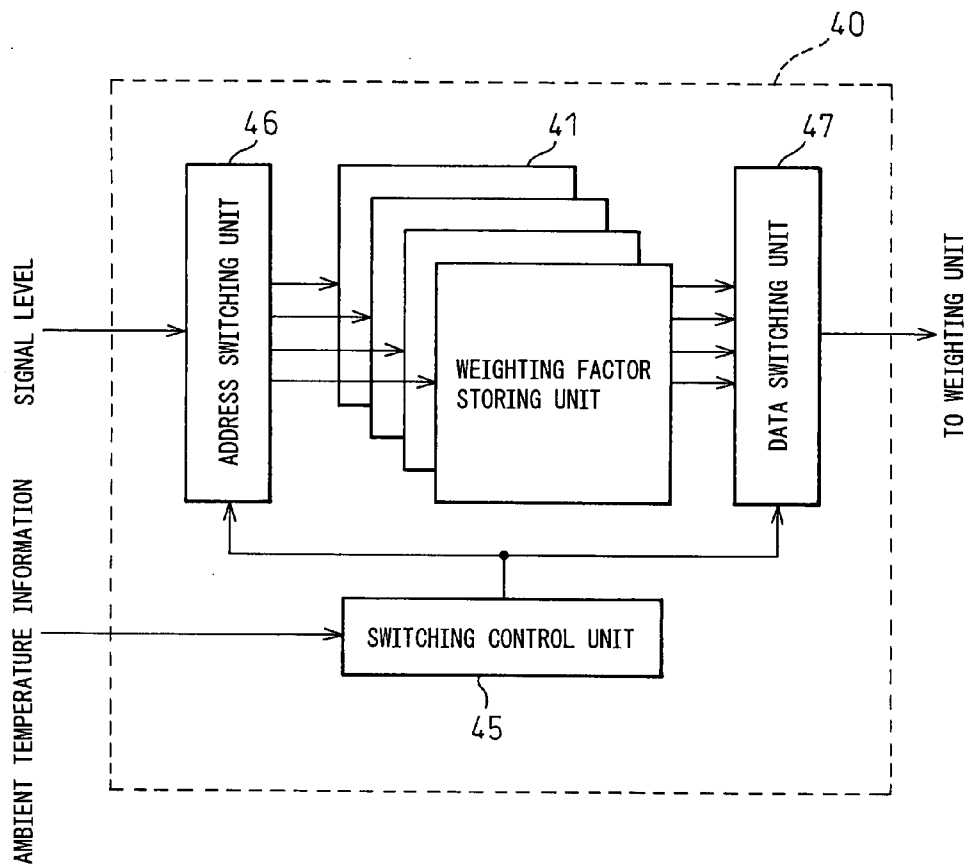 40
46
41
47
SIGNAL LEVEL
ADDRESS SWITCHING UNIT
WEIGHTING FACTOR
STORING UNIT
DATA SWITCHING UNIT
TO WEIGHTING UNIT
AMBIENT TEMPERATURE INFORMATION
SWITCHING CONTROL UNIT
45